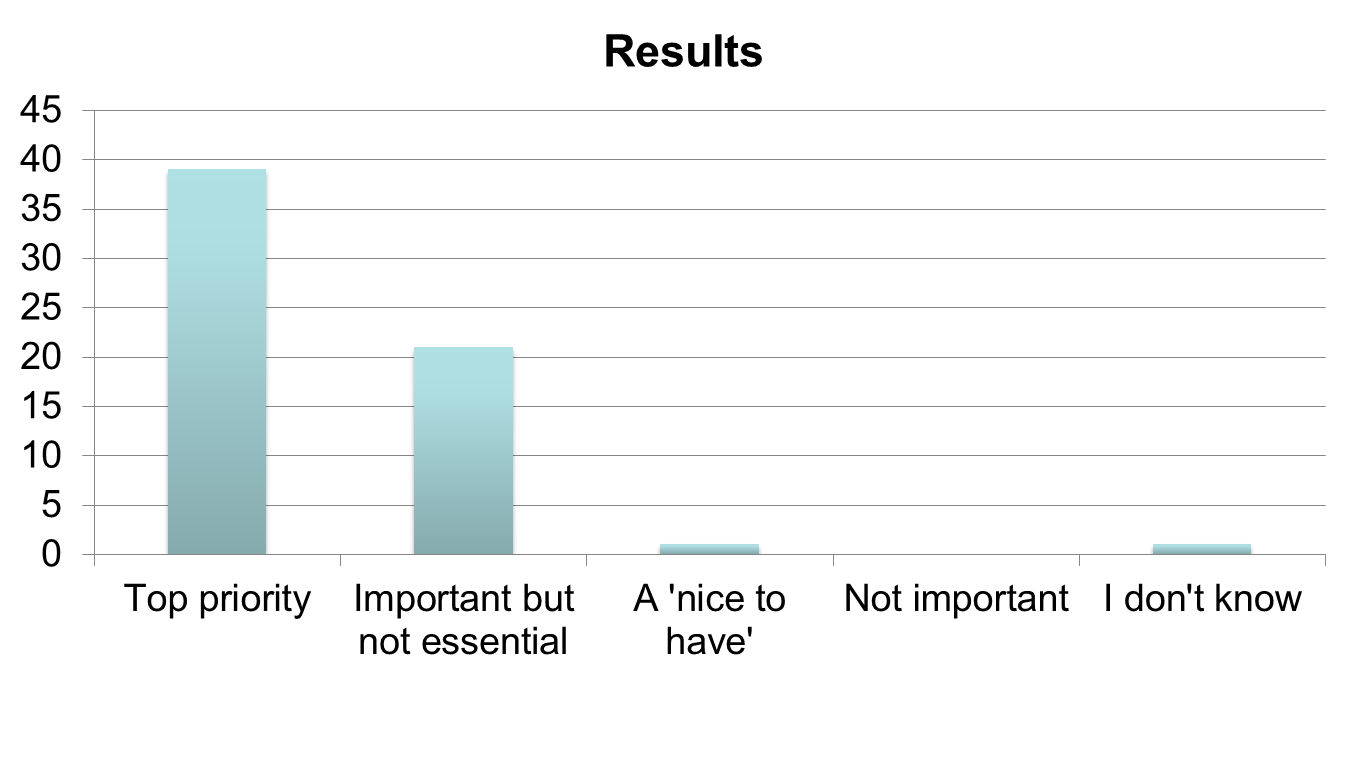 Results
45
40
35
30
25
20
15
10
5
0
Top priority
Important but
not essential
A 'nice to
have'
Not important
I don't know